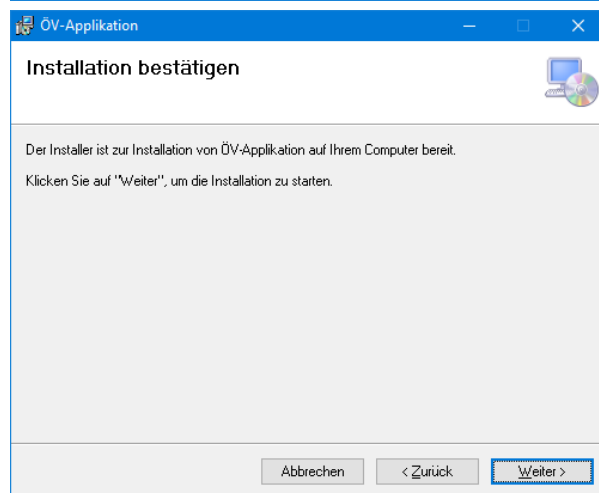 ÖV-Applikation
Installation bestätigen
Der Installer ist zur Installation von ÖV-Applikation auf Ihrem Computer bereit.
Klicken Sie auf "Weiter", um die Installation zu starten.
Abbrechen < Zurück Weiter >